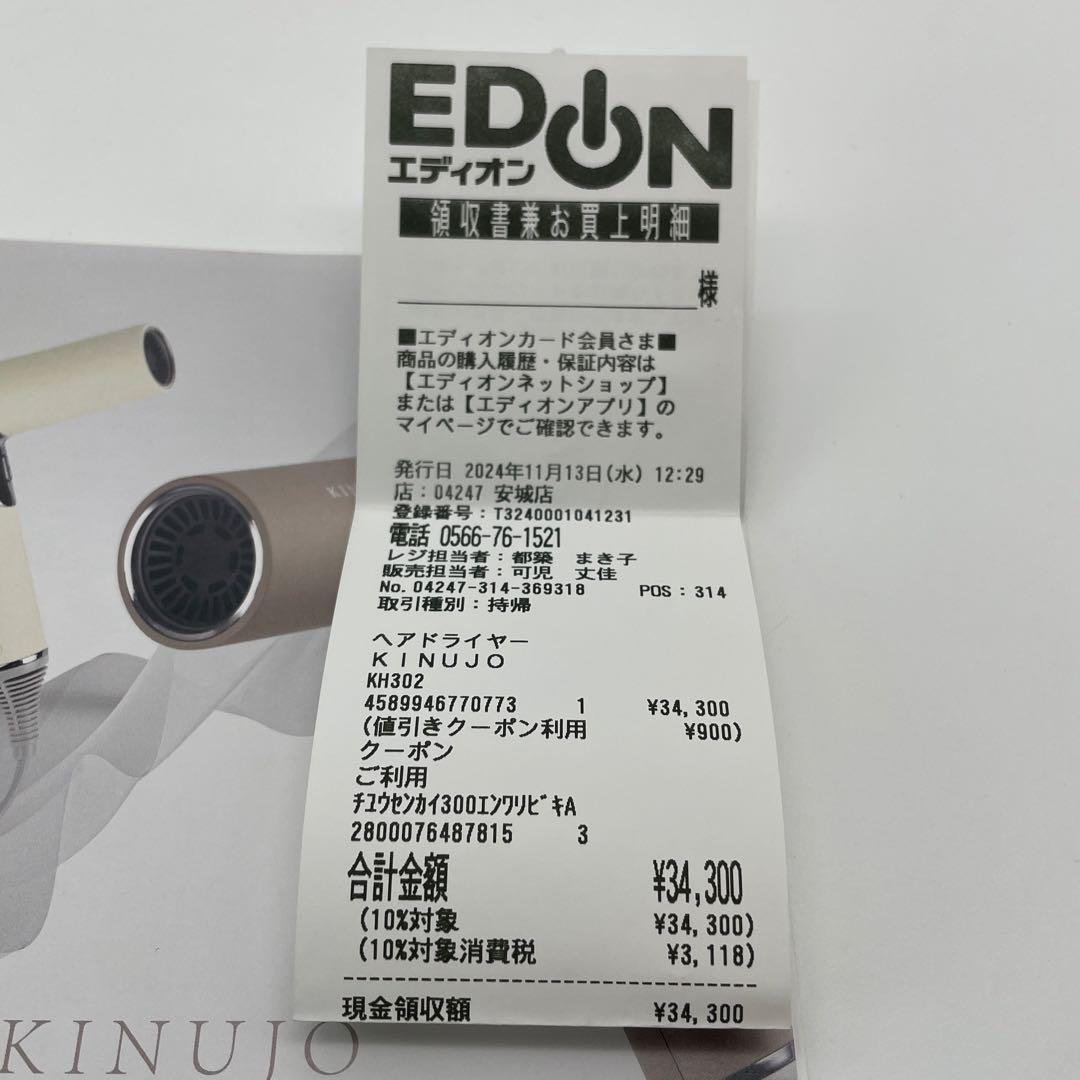 EDION
エディオン
領収書兼お買上明細
様
■エディオンカード会員さま■
商品の購入履歴・保証内容は
【エディオンネットショップ】
または【エディオンアプリ】の
マイページでご確認できます。
発行日 2024年11月13日(水) 12:29
店:04247 安城店
登録番号:T3240001041231
電話 0566-76-1521
レジ担当者:都築 まき子
販売担当者:可児 丈佳
No. 04247-314-369318 POS:314
取引種別:持帰
ヘアドライヤー
KINUJO
KH302
4589946770773 1 ¥34,300
(値引きクーポン利用 ¥900)
クーポン
ご利用
ﾁﾕｳｾﾝｶｲ300ｴﾝﾜﾘﾋﾞｷA
2800076487815 3
合計金額 ¥34,300
(10%対象 ¥34,300)
(10%対象消費税 ¥3,118)
現金領収額 ¥34,300
KINUJO